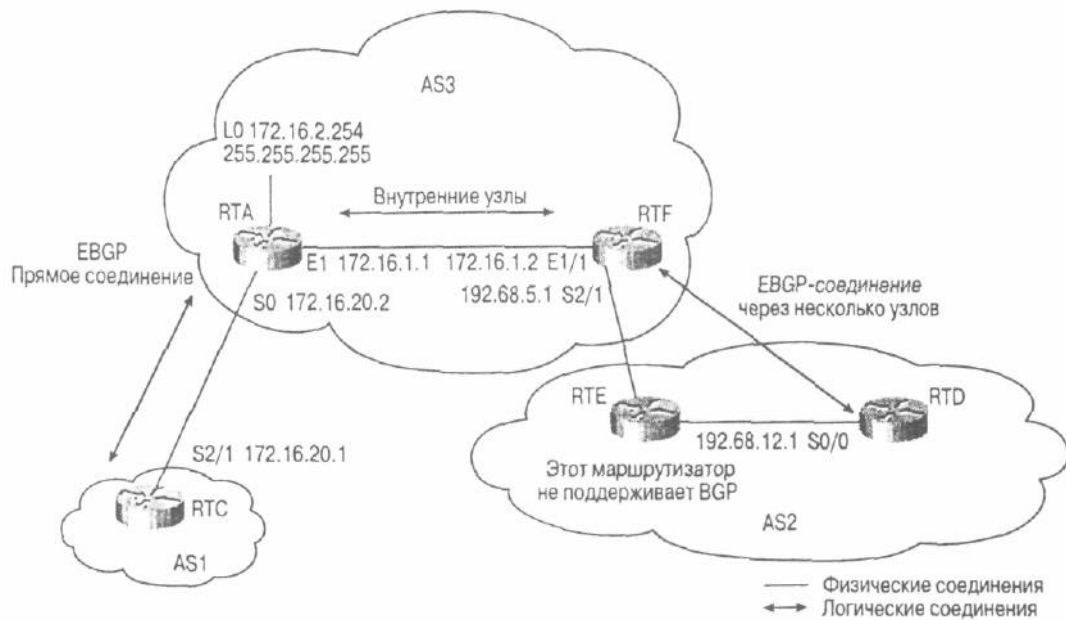 AS3
L0 172.16.2.254
255.255.255.255
Внутренние узлы
RTA
RTF
EBGP
Прямое соединение
E1 172.16.1.1
172.16.1.2 E1/1
S0 172.16.20.2
192.68.5.1 S2/1
EBGP-соединение
через несколько узлов
RTE
RTD
192.68.12.1 S0/0
S2/1 172.16.20.1
Этот маршрутизатор
не поддерживает BGP
RTC
AS1
AS2
Физические соединения
Логические соединения